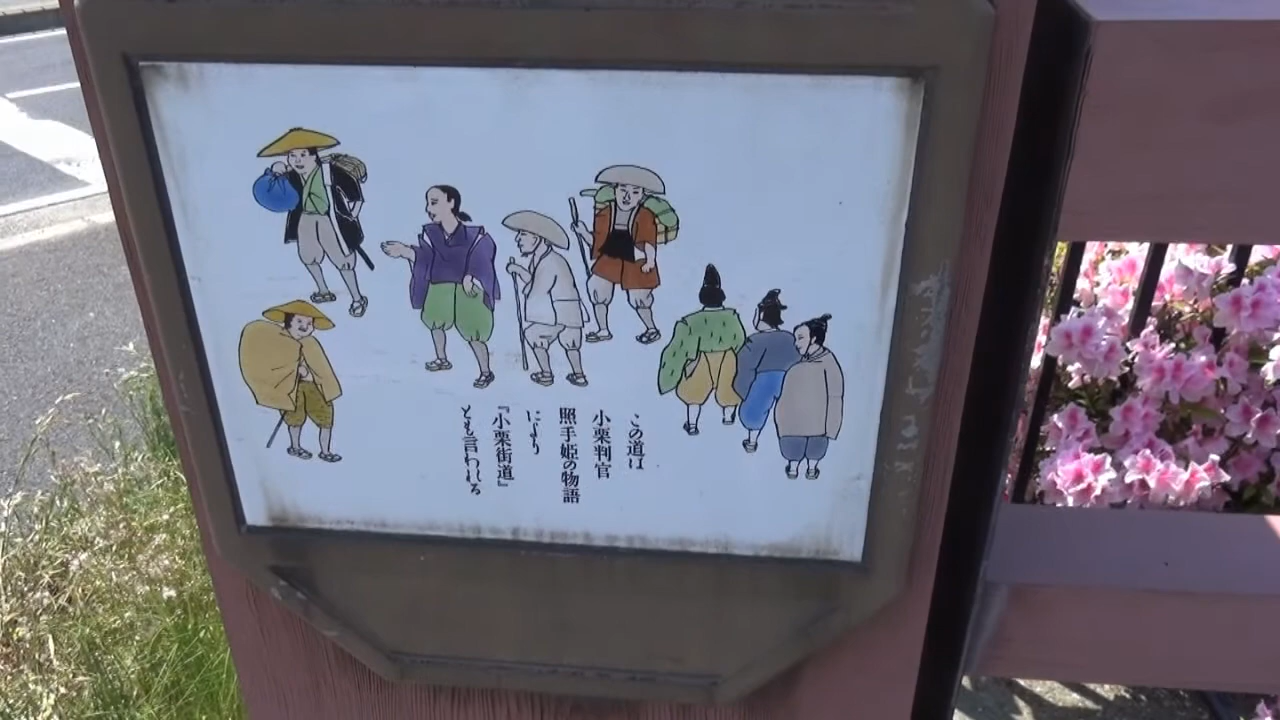 この道は
小栗判官
照手姫の物語
により
『小栗街道』
とも言われる